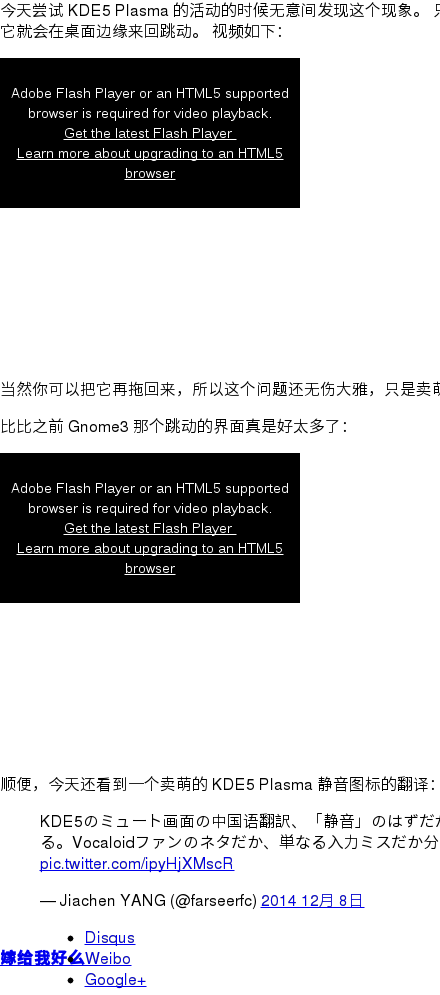 今天尝试 KDE5 Plasma 的活动的时候无意间发现这个现象。
它就会在桌面边缘来回跳动。 视频如下：
Adobe Flash Player or an HTML5 supported
browser is required for video playback.
Get the latest Flash Player
Learn more about upgrading to an HTML5
browser
当然你可以把它再拖回来，所以这个问题还无伤大雅，只是卖萌
比比之前 Gnome3 那个跳动的界面真是好太多了：
Adobe Flash Player or an HTML5 supported
browser is required for video playback.
Get the latest Flash Player
Learn more about upgrading to an HTML5
browser
顺便，今天还看到一个卖萌的 KDE5 Plasma 静音图标的翻译：
KDE5のミュート画面の中国语翻訳、「静音」のはずだが
る。Vocaloidファンのネタだか、単なる入力ミスだか分
pic.twitter.com/ipyHjXMscR
— Jiachen YANG (@farseerfc) 2014 12月 8日
Disqus
嫁给我好么
Weibo
Google+